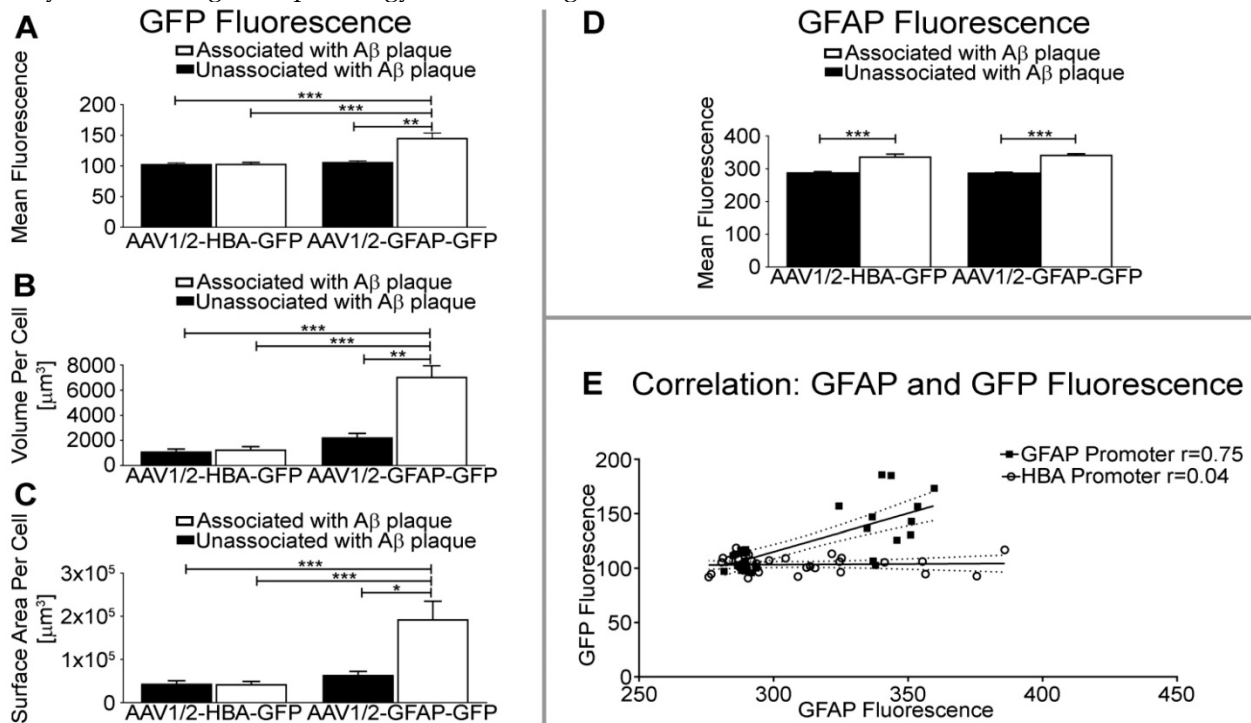 A
GFP Fluorescence
Associated with Aβ plaque
Unassociated with Aβ plaque
***
***
**
Mean Fluorescence
200
150
100
50
0
AAV1/2-HBA-GFP AAV1/2-GFAP-GFP
B
Associated with Aβ plaque
Unassociated with Aβ plaque
***
***
**
Volume Per Cell
[μm³]
8000
6000
4000
2000
0
AAV1/2-HBA-GFP AAV1/2-GFAP-GFP
C
Associated with Aβ plaque
Unassociated with Aβ plaque
***
***
*
Surface Area Per Cell
[μm³]
3x10⁵
2x10⁵
1x10⁵
0
AAV1/2-HBA-GFP AAV1/2-GFAP-GFP
D
GFAP Fluorescence
Associated with Aβ plaque
Unassociated with Aβ plaque
*** ***
Mean Fluorescence
400
300
200
100
0
AAV1/2-HBA-GFP AAV1/2-GFAP-GFP
E Correlation: GFAP and GFP Fluorescence
GFAP Promoter r=0.75
HBA Promoter r=0.04
GFP Fluorescence
200
150
100
50
0
250 300 350 400 450
GFAP Fluorescence